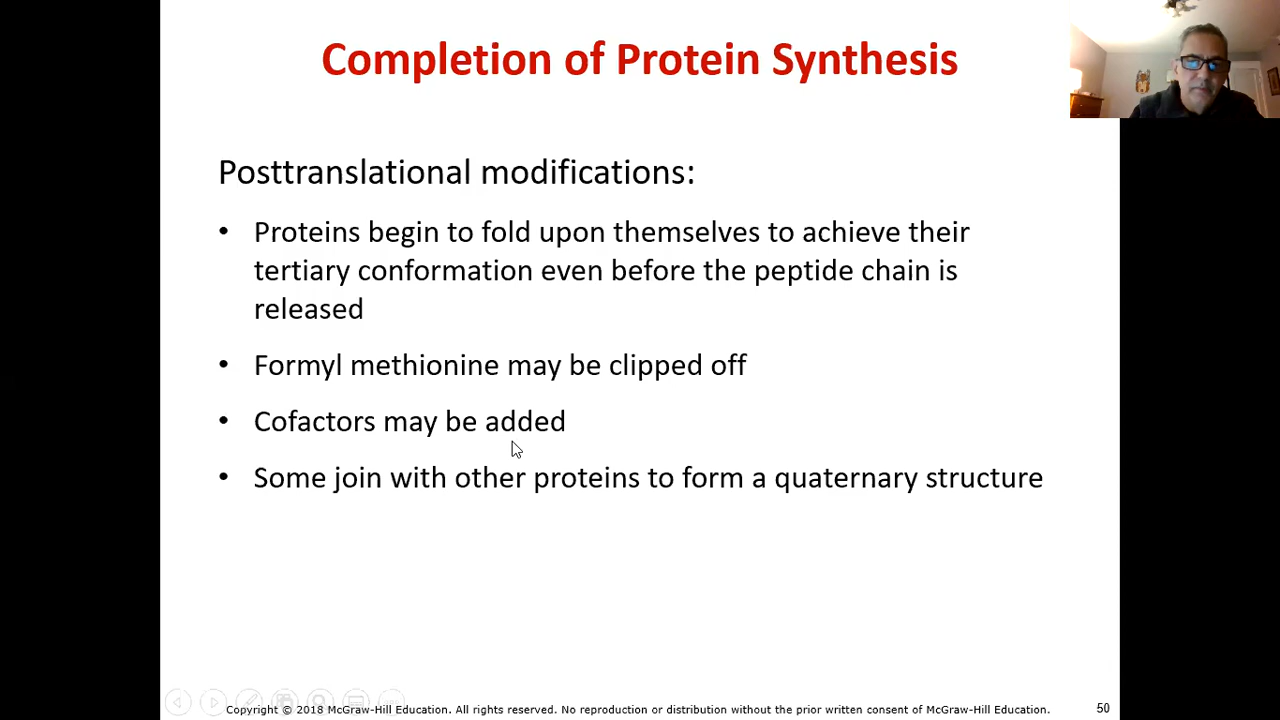 Completion of Protein Synthesis
Posttranslational modifications:
• Proteins begin to fold upon themselves to achieve their
tertiary conformation even before the peptide chain is
released
• Formyl methionine may be clipped off
• Cofactors may be added
• Some join with other proteins to form a quaternary structure
Copyright © 2018 McGraw-Hill Education. All rights reserved. No reproduction or distribution without the prior written consent of McGraw-Hill Education.
50